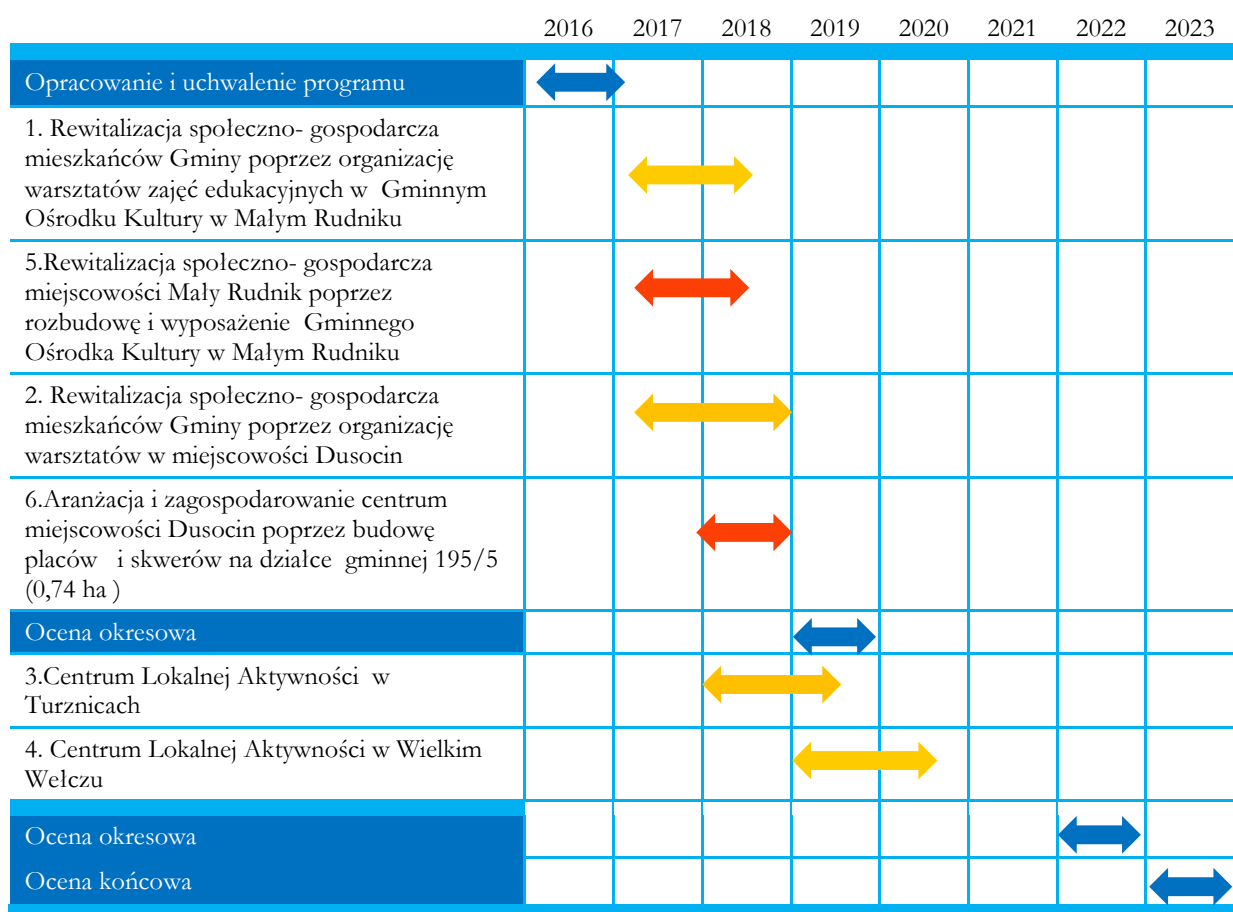 2016 2017 2018 2019 2020 2021 2022 2023
Opracowanie i uchwalenie programu
1. Rewitalizacja społeczno- gospodarcza
mieszkańców Gminy poprzez organizację
warsztatów zajęć edukacyjnych w Gminnym
Ośrodku Kultury w Małym Rudniku
5.Rewitalizacja społeczno- gospodarcza
miejscowości Mały Rudnik poprzez
rozbudowę i wyposażenie Gminnego
Ośrodka Kultury w Małym Rudniku
2. Rewitalizacja społeczno- gospodarcza
mieszkańców Gminy poprzez organizację
warsztatów w miejscowości Dusocin
6.Aranżacja i zagospodarowanie centrum
miejscowości Dusocin poprzez budowę
placów i skwerów na działce gminnej 195/5
(0,74 ha )
Ocena okresowa
3.Centrum Lokalnej Aktywności w
Turznicach
4. Centrum Lokalnej Aktywności w Wielkim
Wełczu
Ocena okresowa
Ocena końcowa